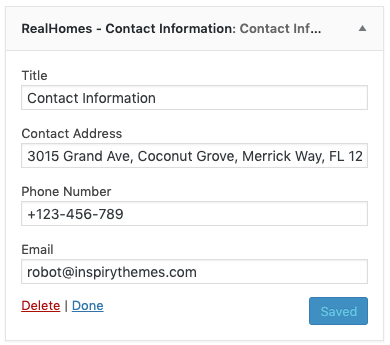 RealHomes - Contact Information: Contact Inf...
Title
Contact Information
Contact Address
3015 Grand Ave, Coconut Grove, Merrick Way, FL 12
Phone Number
+123-456-789
Email
robot@inspirythemes.com
Delete | Done
Saved